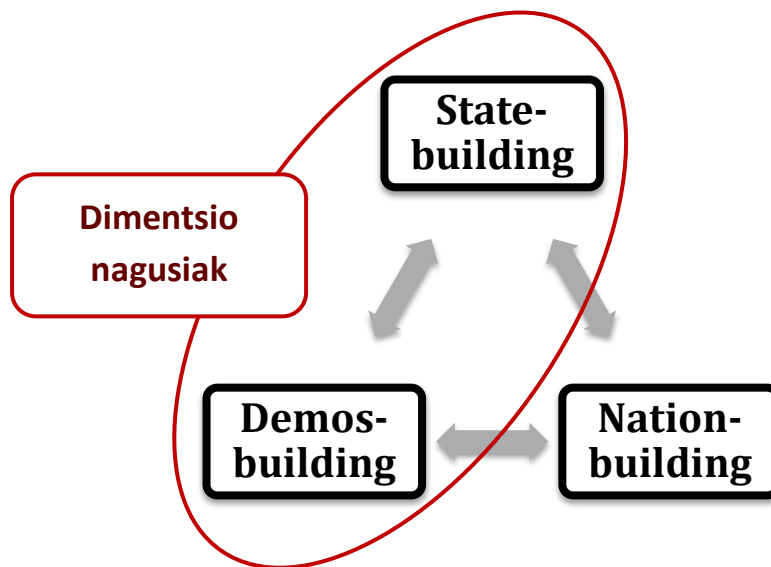 State-
building
Dimentsio
nagusiak
Demos-
building
Nation-
building